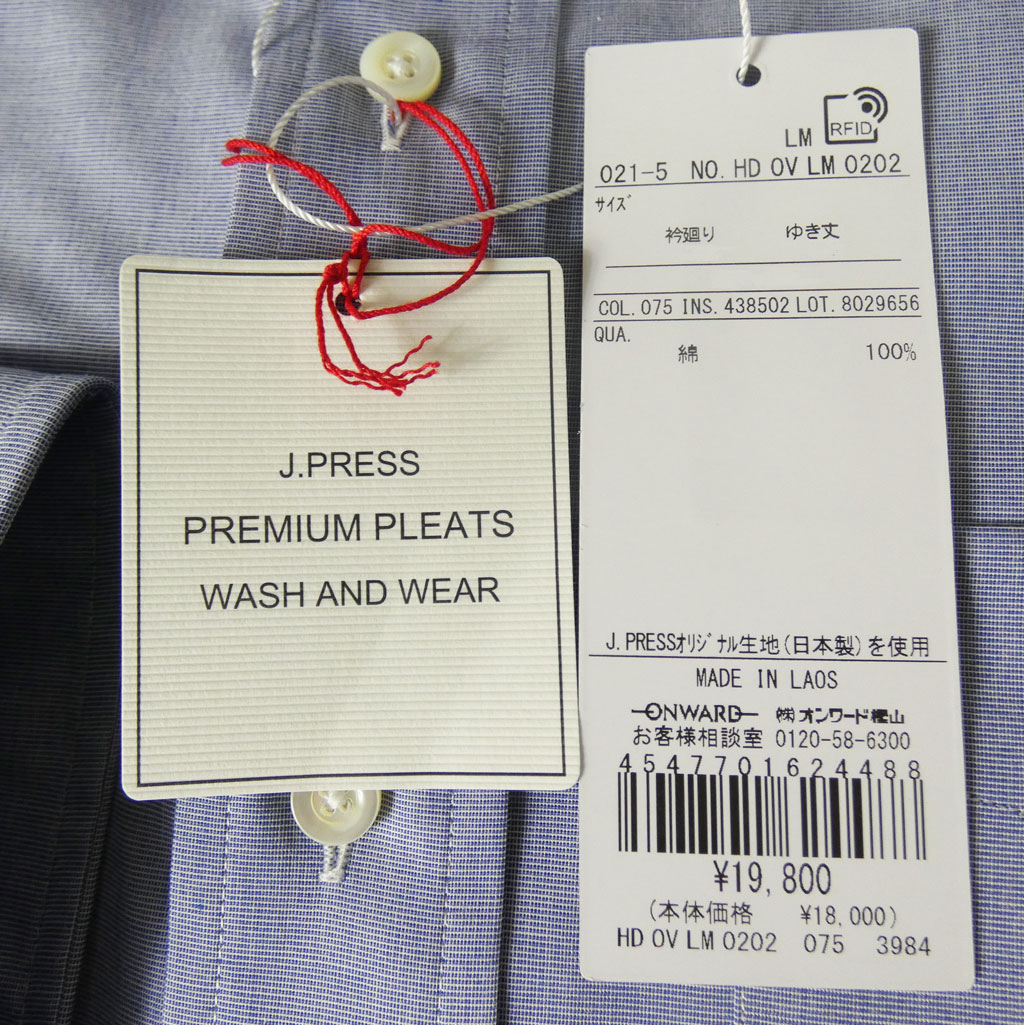 J.PRESS
PREMIUM PLEATS
WASH AND WEAR
RFID
LM
021-5 NO. HD OV LM 0202
サイズ
衿廻り ゆき丈
COL. 075 INS. 438502 LOT. 8029656
QUA.
綿 100%
J.PRESSオリジナル生地(日本製)を使用
MADE IN LAOS
ONWARD ㈱オンワード樫山
お客様相談室 0120-58-6300
4547701624488
¥19,800
(本体価格 ¥18,000)
HD OV LM 0202 075 3984